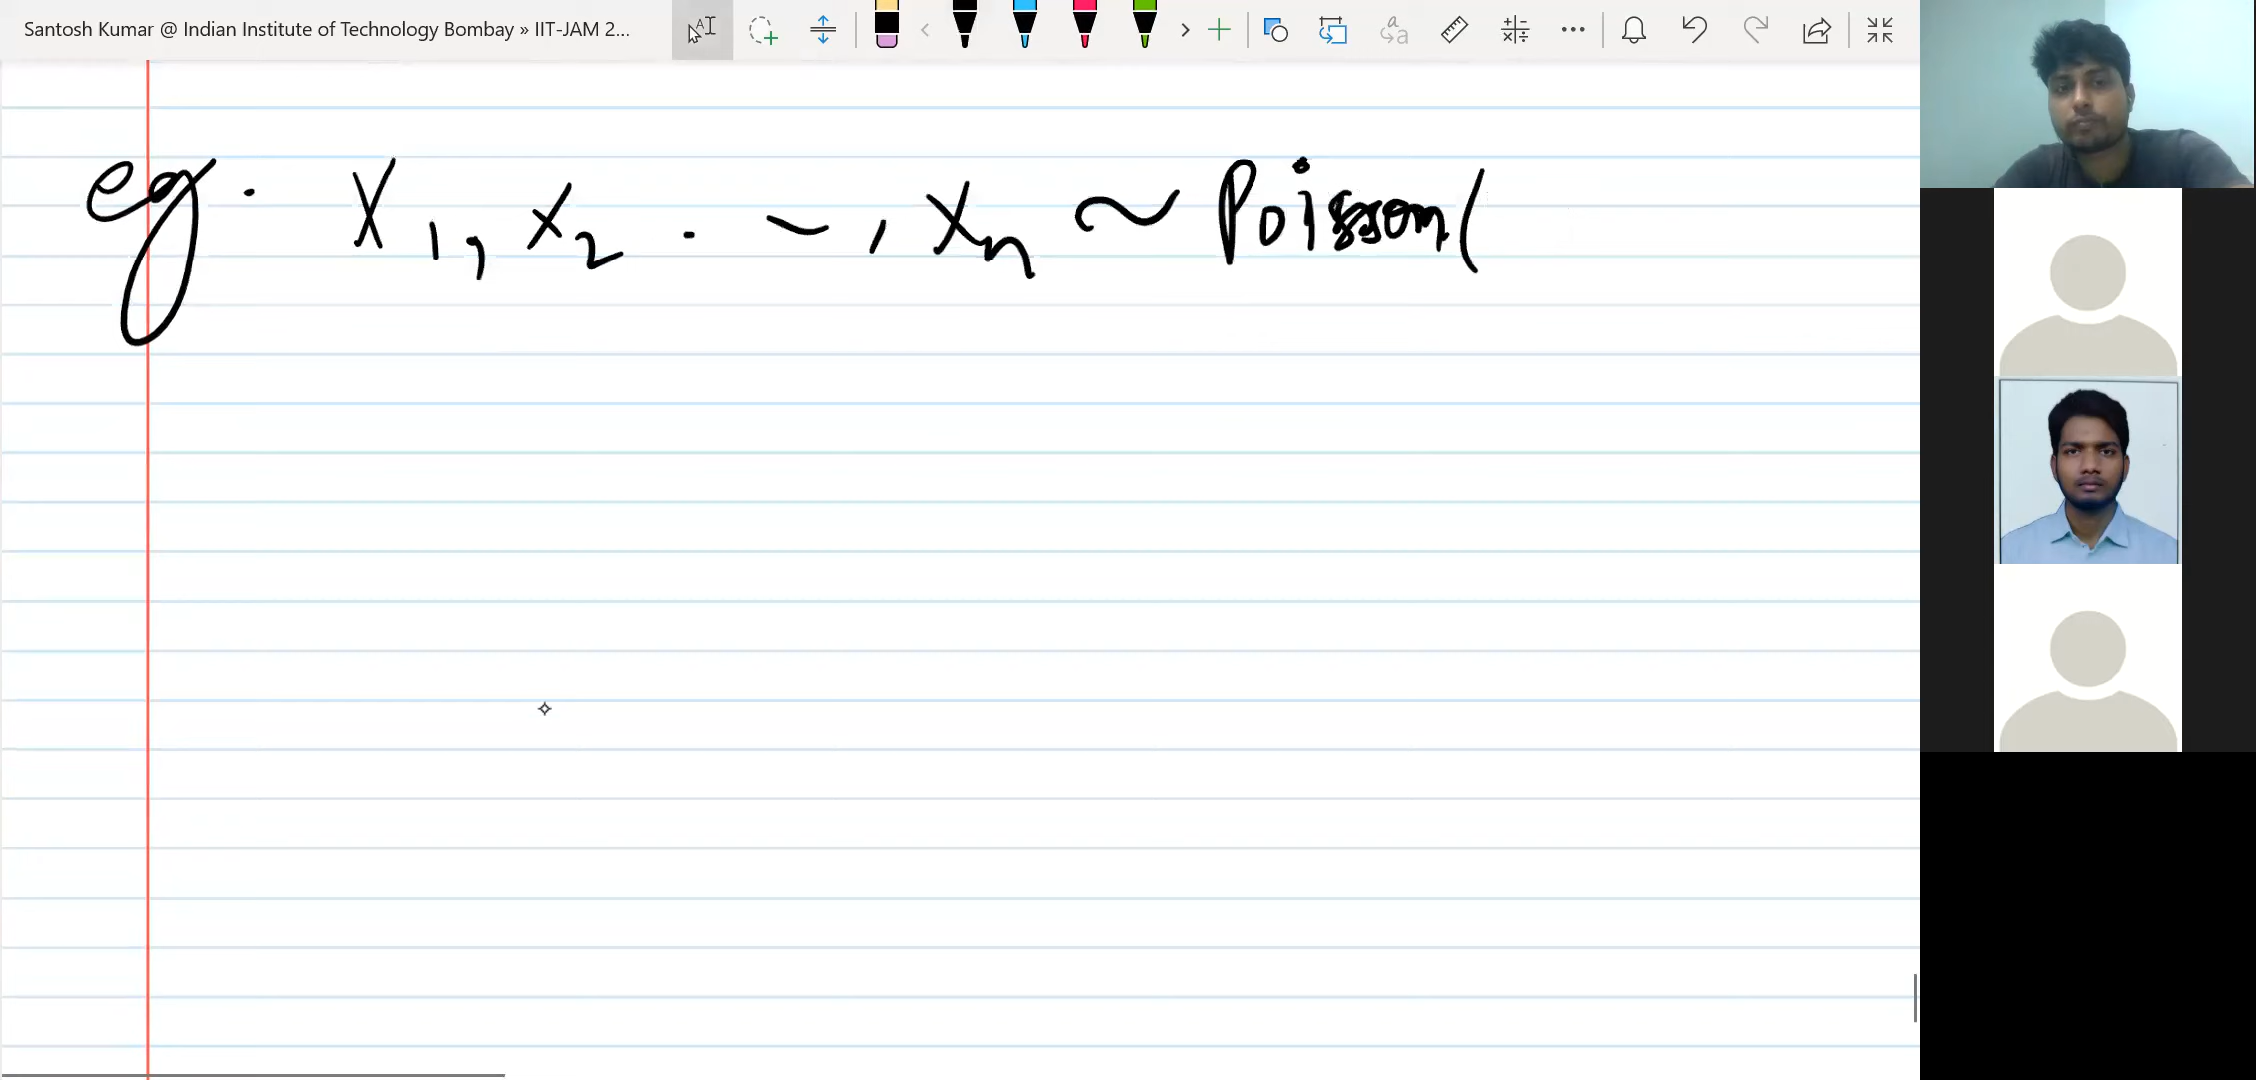 Santosh Kumar @ Indian Institute of Technology Bombay » IIT-JAM 2...
eg. X₁, X₂ . ~ , Xₙ ~ Poisson(